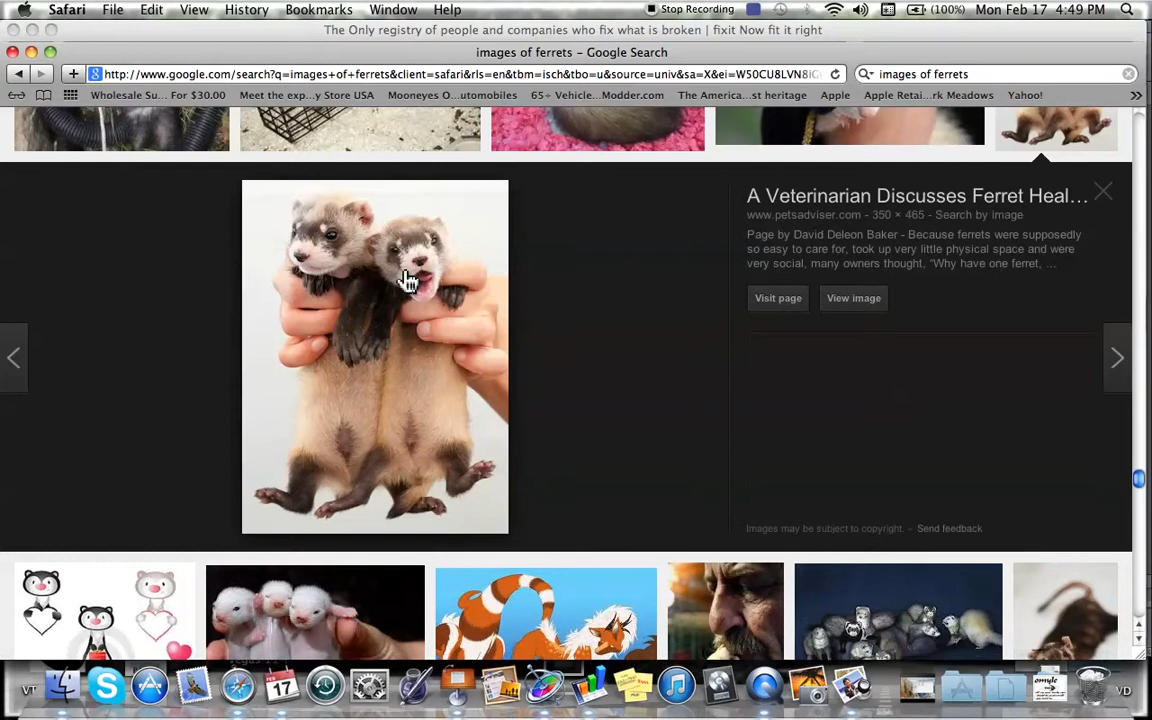 Safari File Edit View History Bookmarks Window Help Stop Recording (100%) Mon Feb 17 4:49 PM
The Only registry of people and companies who fix what is broken | fixit Now fit it right
images of ferrets – Google Search
http://www.google.com/search?q=images+of+ferrets&client=safari&rls=en&tbm=isch&tbo=u&source=univ&sa=X&ei=W50CU8LVN8iG images of ferrets
Wholesale Su... For $30.00 Meet the exp...y Store USA Mooneyes O...utomobiles 65+ Vehicle...Modder.com The America...st heritage Apple Apple Retai...rk Meadows Yahoo!
A Veterinarian Discusses Ferret Heal...
www.petsadviser.com - 350 × 465 - Search by image
Page by David Deleon Baker - Because ferrets were supposedly
so easy to care for, took up very little physical space and were
very social, many owners thought, "Why have one ferret, ...
Visit page View image
Images may be subject to copyright. - Send feedback
VT FEB 17 VD